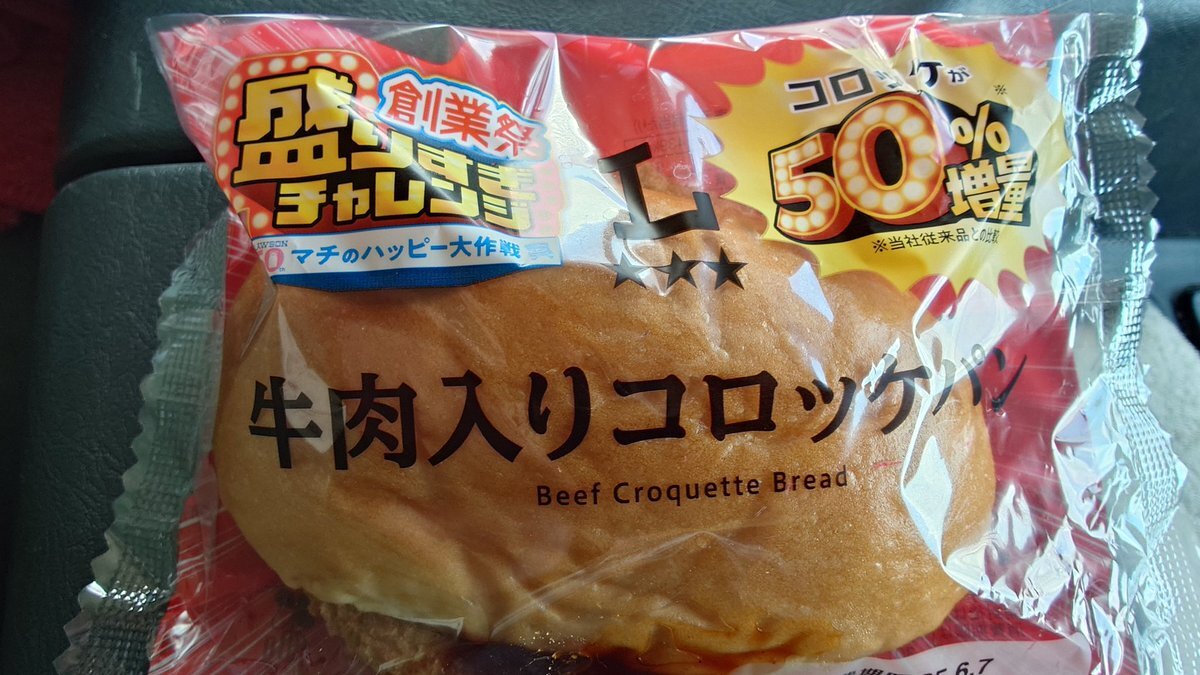 創業祭
盛りすぎ
チャレンジ
マチのハッピー大作戦
L
コロッケが
50%※
増量
※当社従来品との比較
牛肉入りコロッケパン
Beef Croquette Bread
6.7